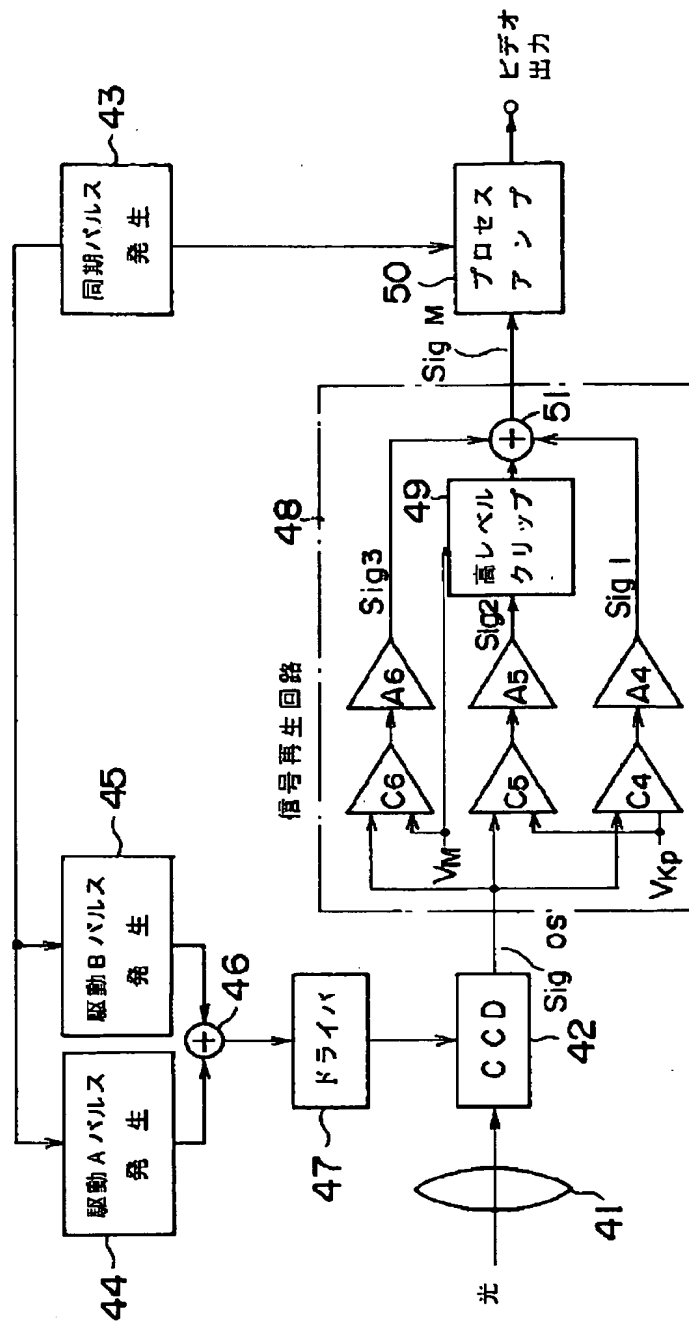 同期パルス
発生
43
駆動Bパルス
発生
45
駆動Aパルス
発生
44
46
ドライバ
47
光
41
CCD
42
Sig OS
信号再生回路
48
C6
A6
Sig3
VM
C5
A5
Sig2
高レベル
クリップ
49
C4
A4
Sig 1
VKp
51
Sig M
プロセス
アンプ
50
ビデオ
出力